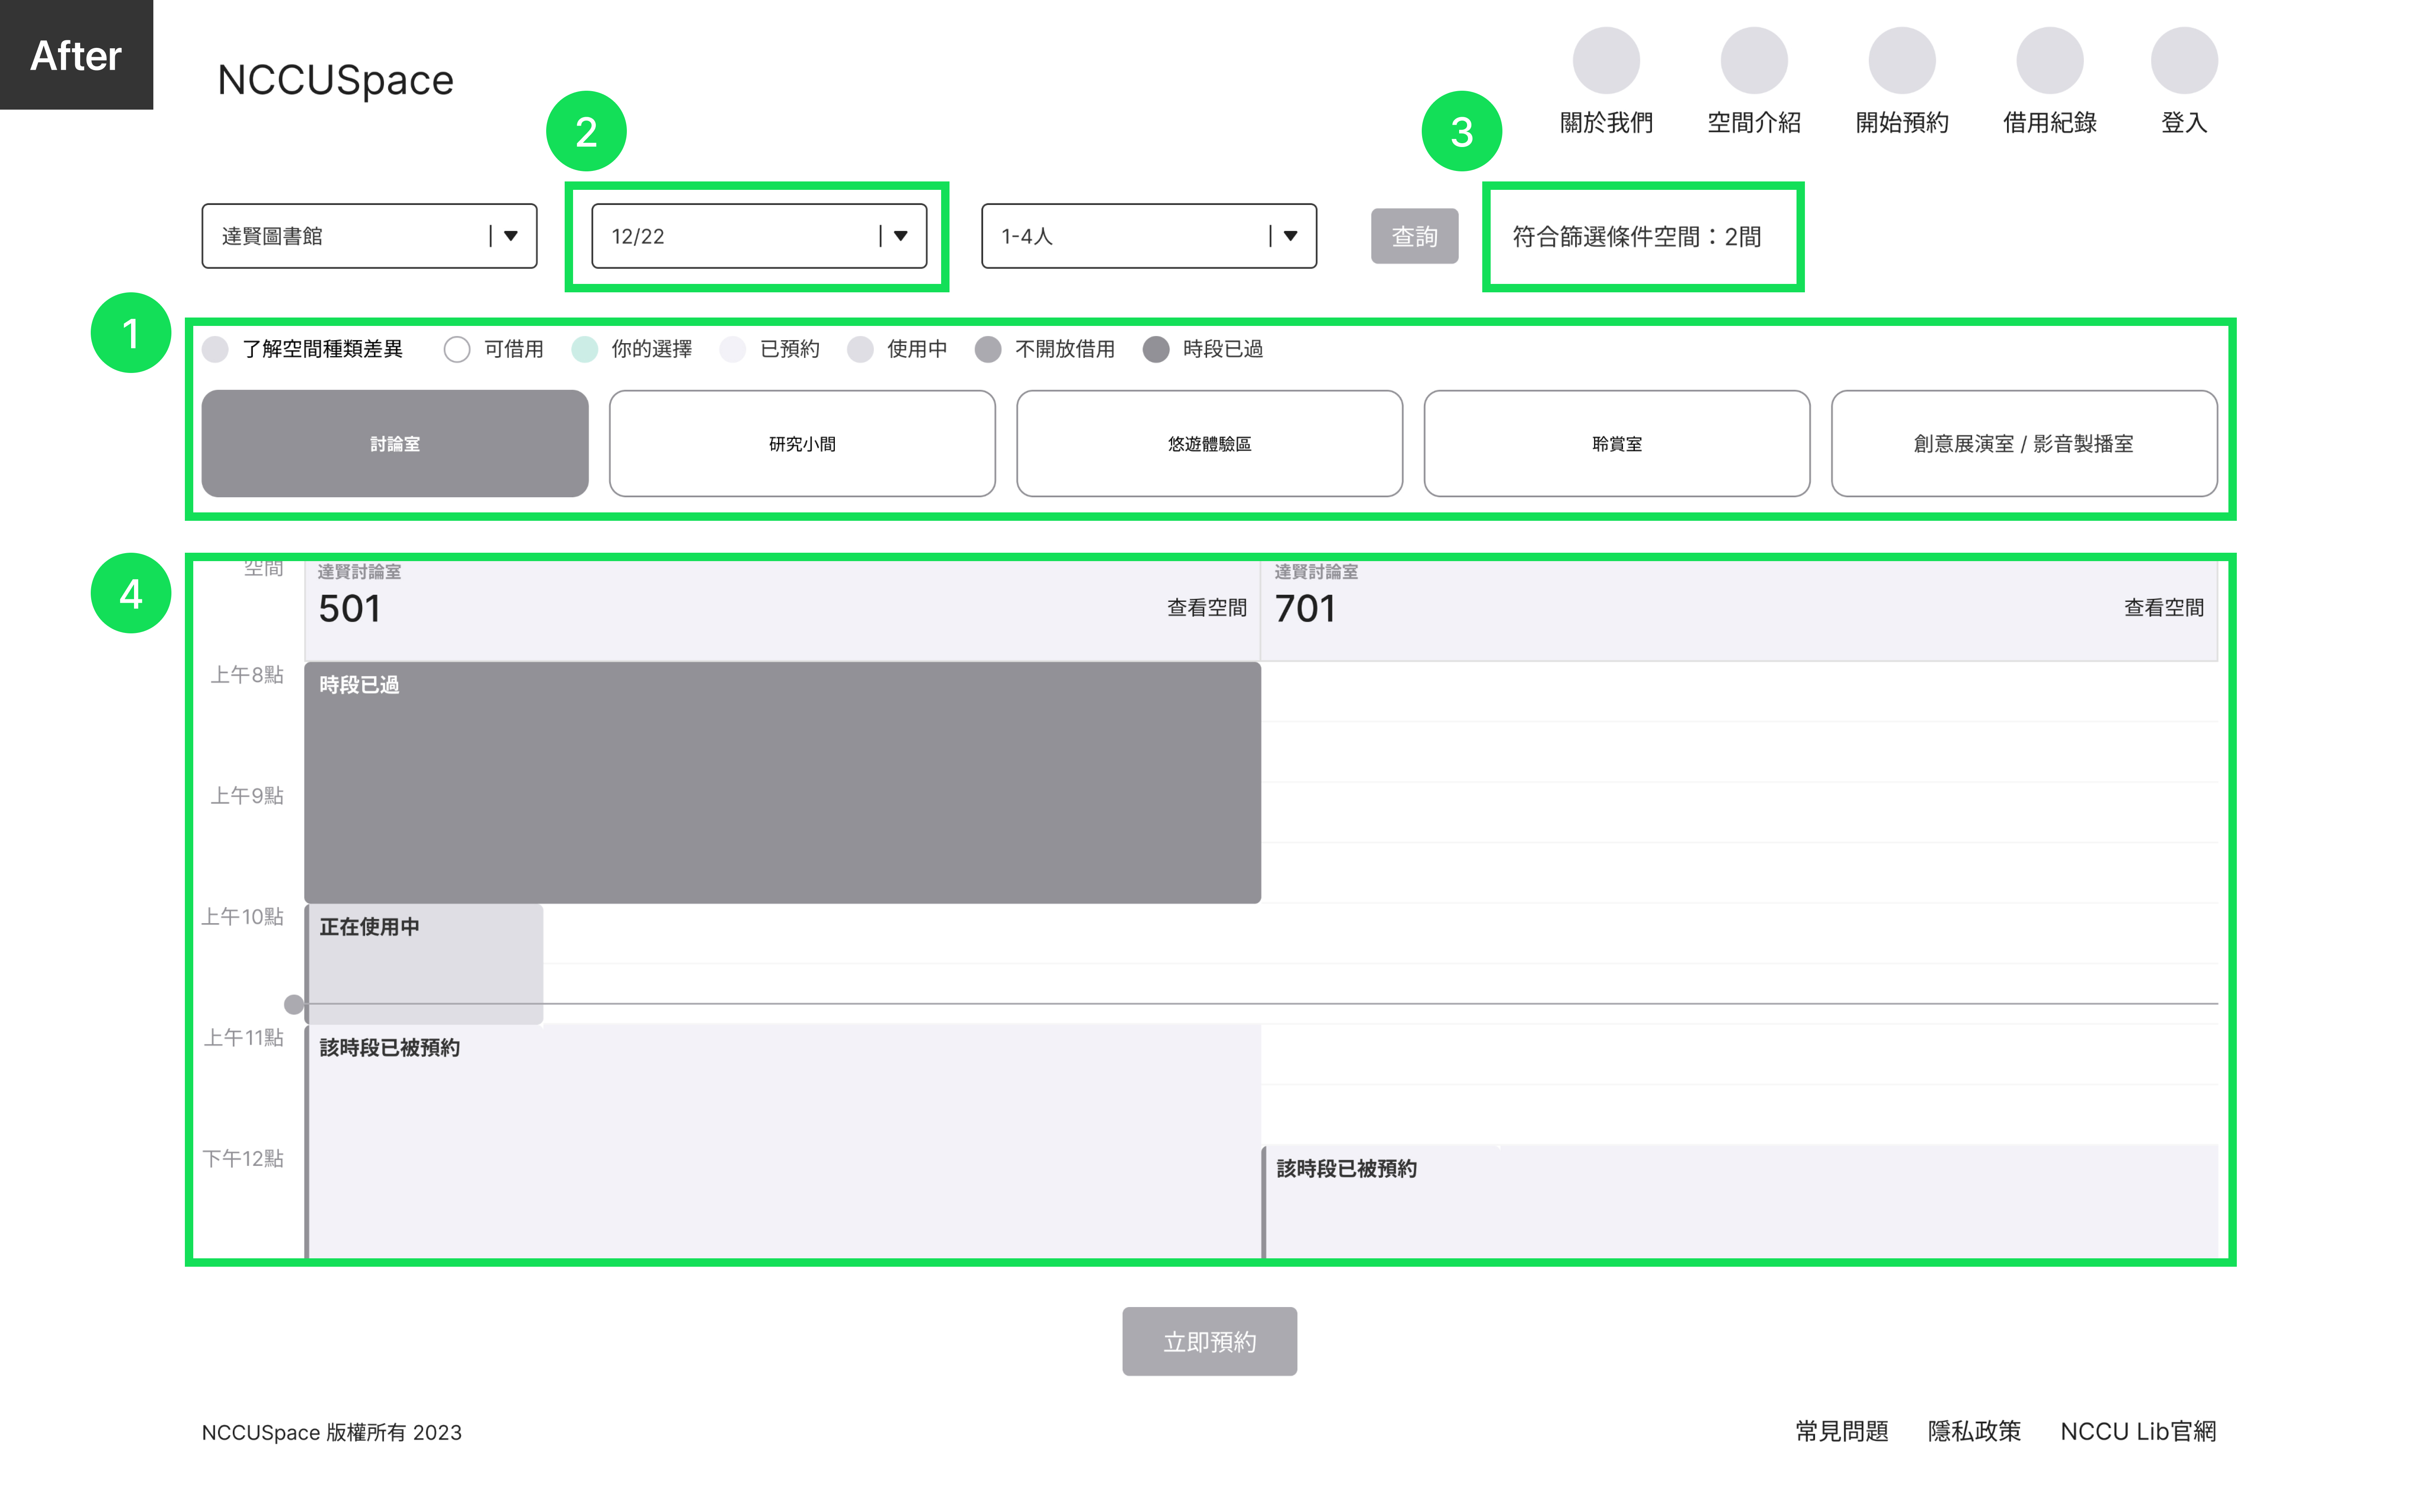 After
NCCUSpace
關於我們
空間介紹
開始預約
借用紀錄
登入
2
3
達賢圖書館
12/22
1-4人
查詢
符合篩選條件空間：2間
1
了解空間種類差異
可借用
你的選擇
已預約
使用中
不開放借用
時段已過
討論室
研究小間
悠遊體驗區
聆賞室
創意展演室 / 影音製播室
4
空間
達賢討論室
501
查看空間
達賢討論室
701
查看空間
上午8點
時段已過
上午9點
上午10點
正在使用中
上午11點
該時段已被預約
下午12點
該時段已被預約
立即預約
NCCUSpace 版權所有 2023
常見問題
隱私政策
NCCU Lib官網